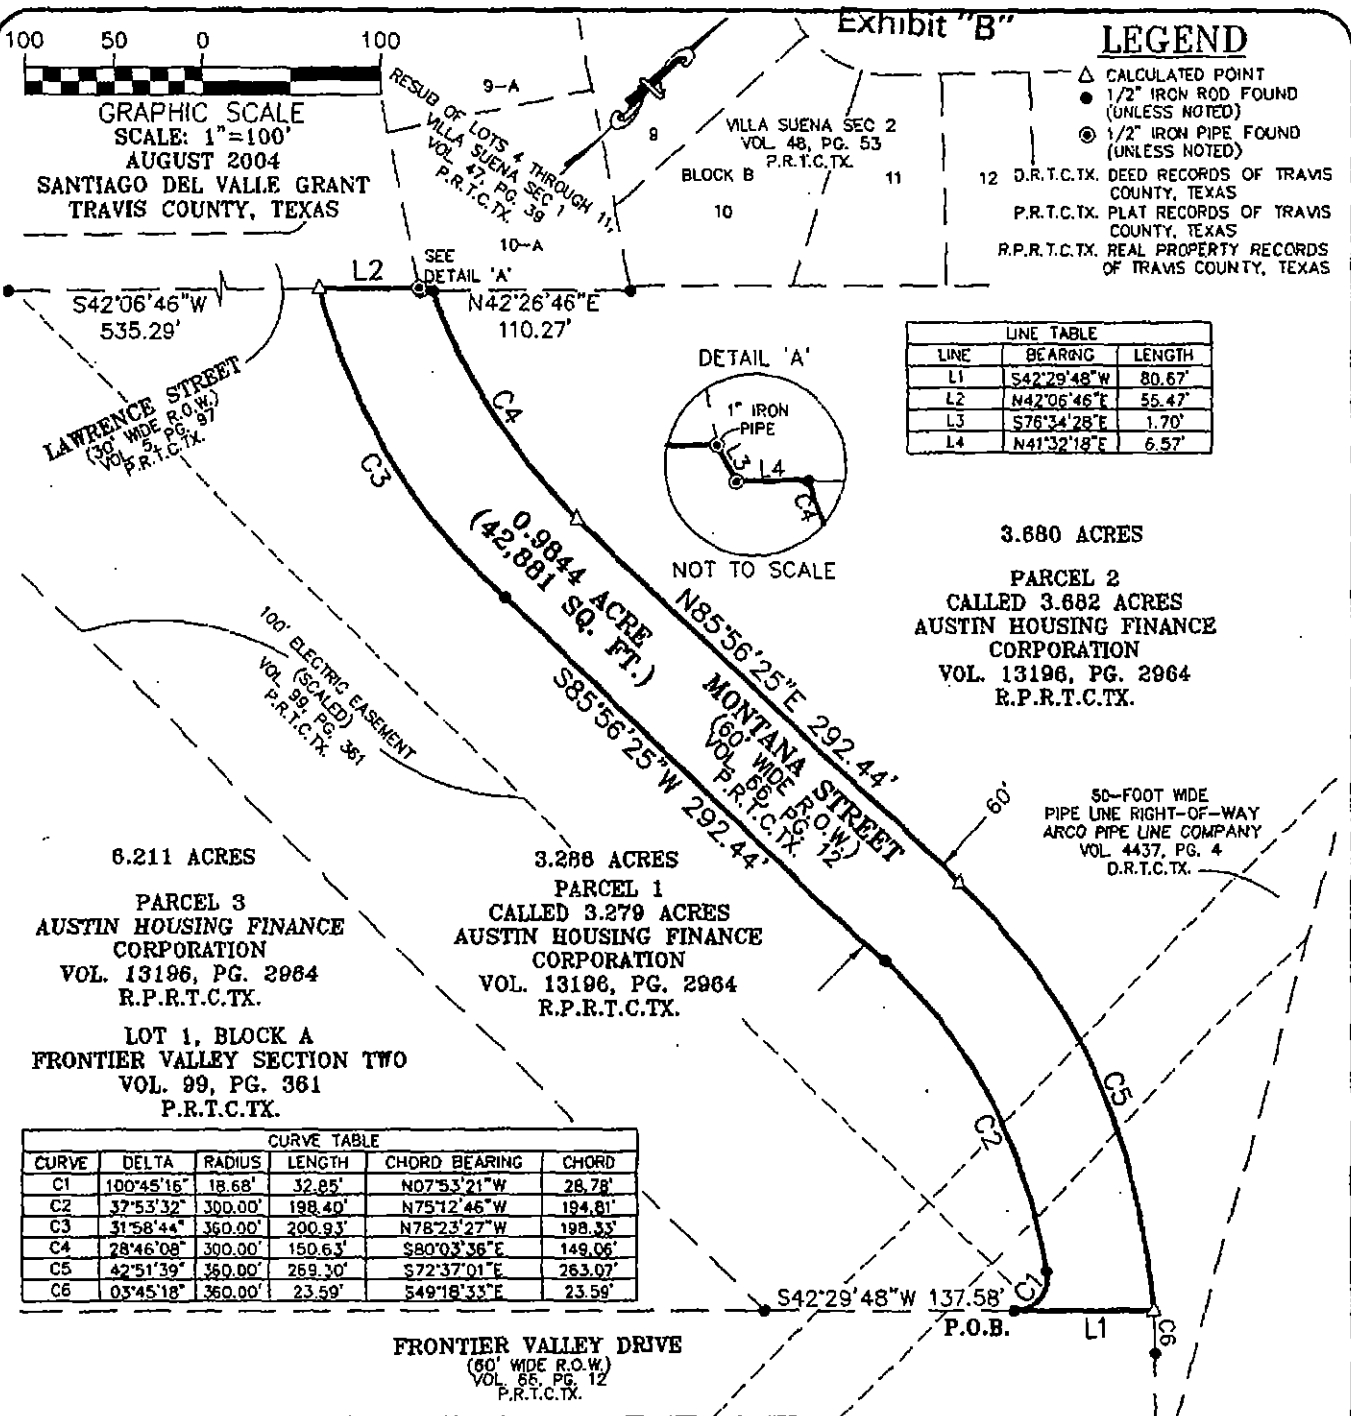 Exhibit "B"
100 50 0 100
GRAPHIC SCALE
SCALE: 1"=100'
AUGUST 2004
SANTIAGO DEL VALLE GRANT
TRAVIS COUNTY, TEXAS
RESUB OF LOTS 4 THROUGH 11,
VILLA SUENA SEC 1
VOL. 47, PG. 39
P.R.T.C.TX.
9-A
10-A
9
VILLA SUENA SEC 2
VOL. 48, PG. 53
P.R.T.C.TX.
BLOCK B
10
11
12
LEGEND
△ CALCULATED POINT
● 1/2" IRON ROD FOUND
(UNLESS NOTED)
◉ 1/2" IRON PIPE FOUND
(UNLESS NOTED)
D.R.T.C.TX. DEED RECORDS OF TRAVIS
COUNTY, TEXAS
P.R.T.C.TX. PLAT RECORDS OF TRAVIS
COUNTY, TEXAS
R.P.R.T.C.TX. REAL PROPERTY RECORDS
OF TRAVIS COUNTY, TEXAS
SEE
DETAIL 'A'
L2
S42°06'46"W
535.29'
N42°26'46"E
110.27'
LINE TABLE
LINE BEARING LENGTH
L1 S42°29'48"W 80.67'
L2 N42°06'46"E 55.47'
L3 S76°34'28"E 1.70'
L4 N41°32'18"E 6.57'
DETAIL 'A'
1" IRON
PIPE
L3
L4
C4
NOT TO SCALE
LAWRENCE STREET
(30' WIDE R.O.W.)
VOL. 5, PG. 97
P.R.T.C.TX.
C4
C3
0.9844 ACRE
(42,881 SQ. FT.)
3.680 ACRES
PARCEL 2
CALLED 3.682 ACRES
AUSTIN HOUSING FINANCE
CORPORATION
VOL. 13196, PG. 2964
R.P.R.T.C.TX.
N85°56'25"E 292.44'
MONTANA STREET
(60' WIDE R.O.W.)
VOL. 66, PG. 12
P.R.T.C.TX.
S85°56'25"W 292.44'
100' ELECTRIC EASEMENT
(SCALED)
VOL. 99, PG. 361
P.R.T.C.TX.
60'
50-FOOT WIDE
PIPE LINE RIGHT-OF-WAY
ARCO PIPE LINE COMPANY
VOL. 4437, PG. 4
D.R.T.C.TX.
6.211 ACRES
PARCEL 3
AUSTIN HOUSING FINANCE
CORPORATION
VOL. 13196, PG. 2964
R.P.R.T.C.TX.
LOT 1, BLOCK A
FRONTIER VALLEY SECTION TWO
VOL. 99, PG. 361
P.R.T.C.TX.
3.286 ACRES
PARCEL 1
CALLED 3.279 ACRES
AUSTIN HOUSING FINANCE
CORPORATION
VOL. 13196, PG. 2964
R.P.R.T.C.TX.
C5
C2
CURVE TABLE
CURVE DELTA RADIUS LENGTH CHORD BEARING CHORD
C1 100°45'16" 18.68' 32.85' N07°53'21"W 28.78'
C2 37°53'32" 300.00' 198.40' N75°12'46"W 194.81'
C3 31°58'44" 360.00' 200.93' N78°23'27"W 198.33'
C4 28°46'08" 300.00' 150.63' S80°03'36"E 149.06'
C5 42°51'39" 360.00' 269.30' S72°37'01"E 263.07'
C6 03°45'18" 360.00' 23.59' S49°18'33"E 23.59'
C1
S42°29'48"W 137.58'
P.O.B.
L1
C6
FRONTIER VALLEY DRIVE
(60' WIDE R.O.W.)
VOL. 66, PG. 12
P.R.T.C.TX.